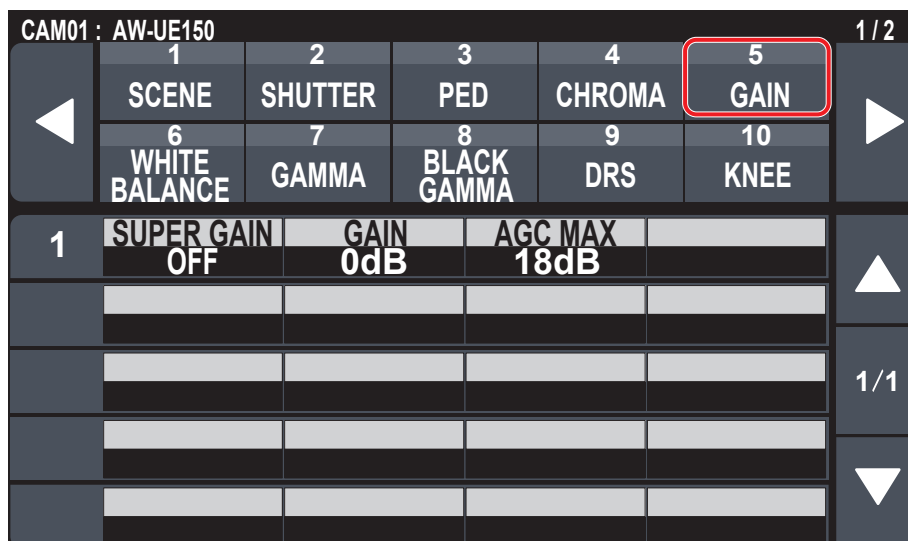 CAM01 : AW-UE150 1 / 2
1 2 3 4 5
SCENE SHUTTER PED CHROMA GAIN
6 7 8 9 10
WHITE BALANCE GAMMA BLACK GAMMA DRS KNEE
1 SUPER GAIN GAIN AGC MAX
OFF 0dB 18dB
1/1